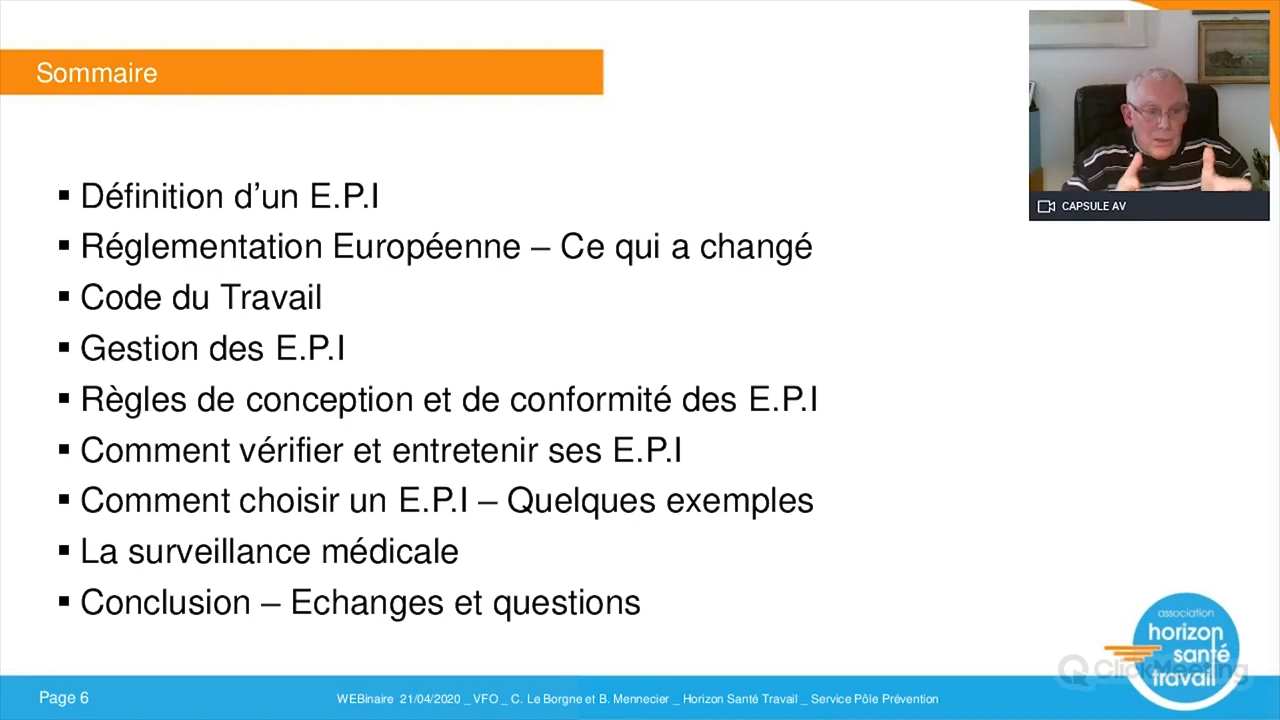 Sommaire
CAPSULE AV
▪ Définition d’un E.P.I
▪ Réglementation Européenne – Ce qui a changé
▪ Code du Travail
▪ Gestion des E.P.I
▪ Règles de conception et de conformité des E.P.I
▪ Comment vérifier et entretenir ses E.P.I
▪ Comment choisir un E.P.I – Quelques exemples
▪ La surveillance médicale
▪ Conclusion – Echanges et questions
association
horizon
santé
travail
ClickMeeting
Page 6
WEBinaire 21/04/2020 _ VFO _ C. Le Borgne et B. Mennecier _ Horizon Santé Travail _ Service Pôle Prévention